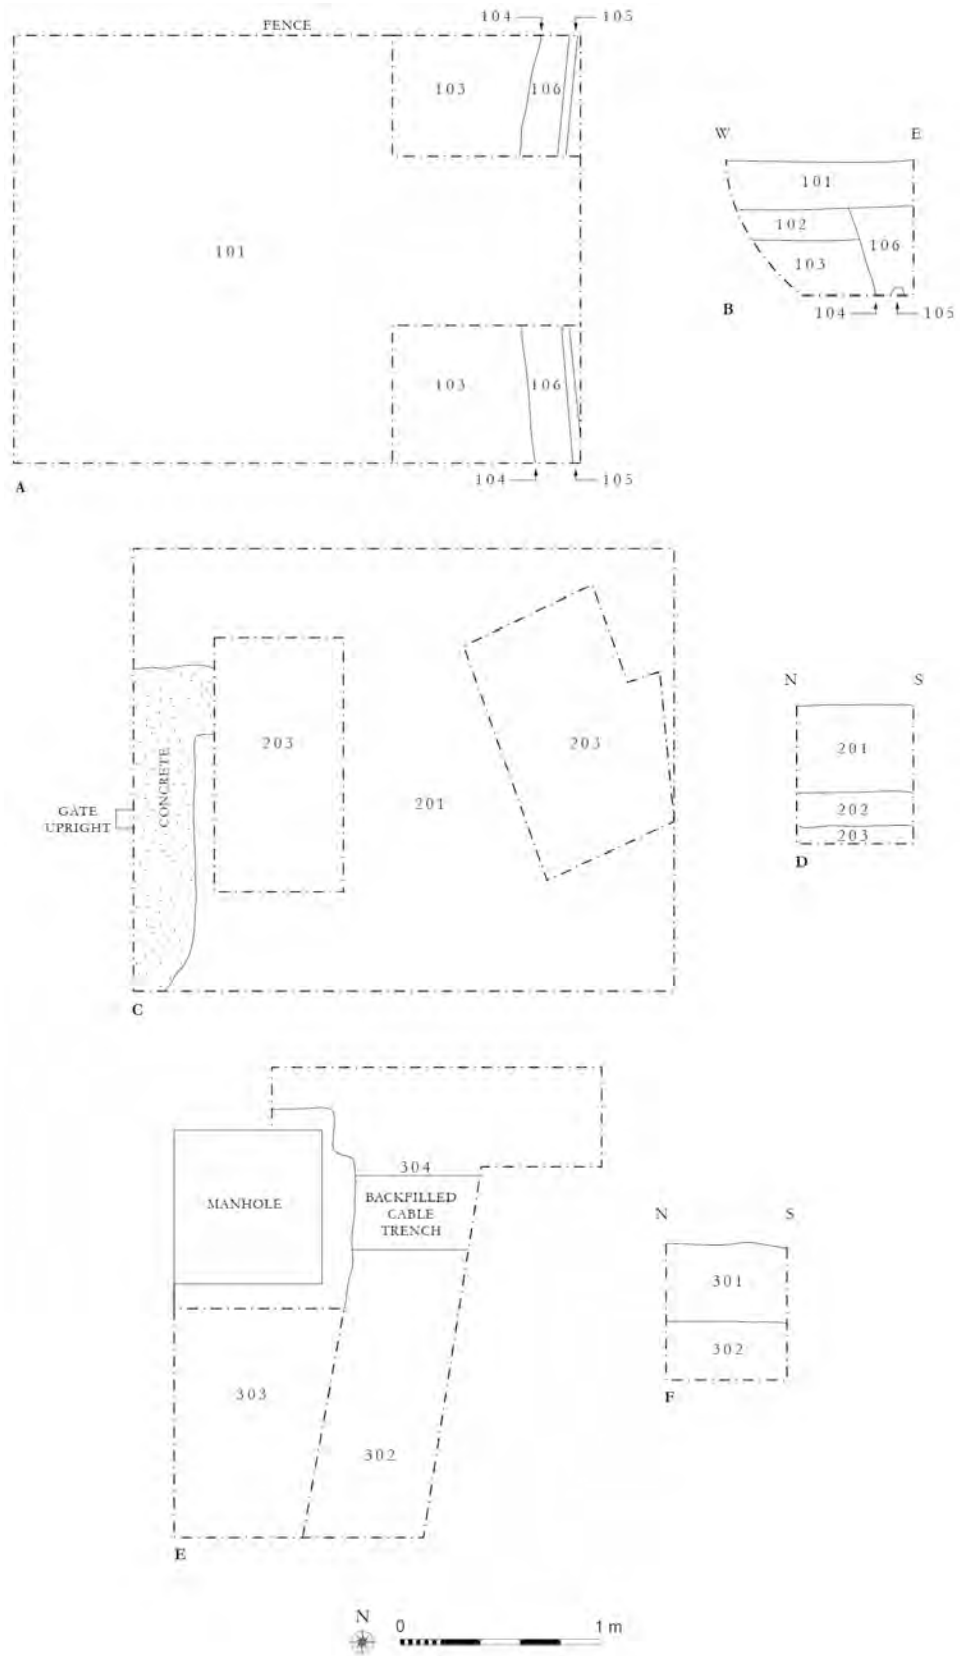 104
105
FENCE
103
106
101
103
106
104
105
A
W
E
101
102
106
103
B
104
105
CONCRETE
203
203
201
GATE
UPRIGHT
C
N
S
201
202
203
D
304
MANHOLE
BACKFILLED
CABLE
TRENCH
303
302
E
N
S
301
302
F
N
0
1 m